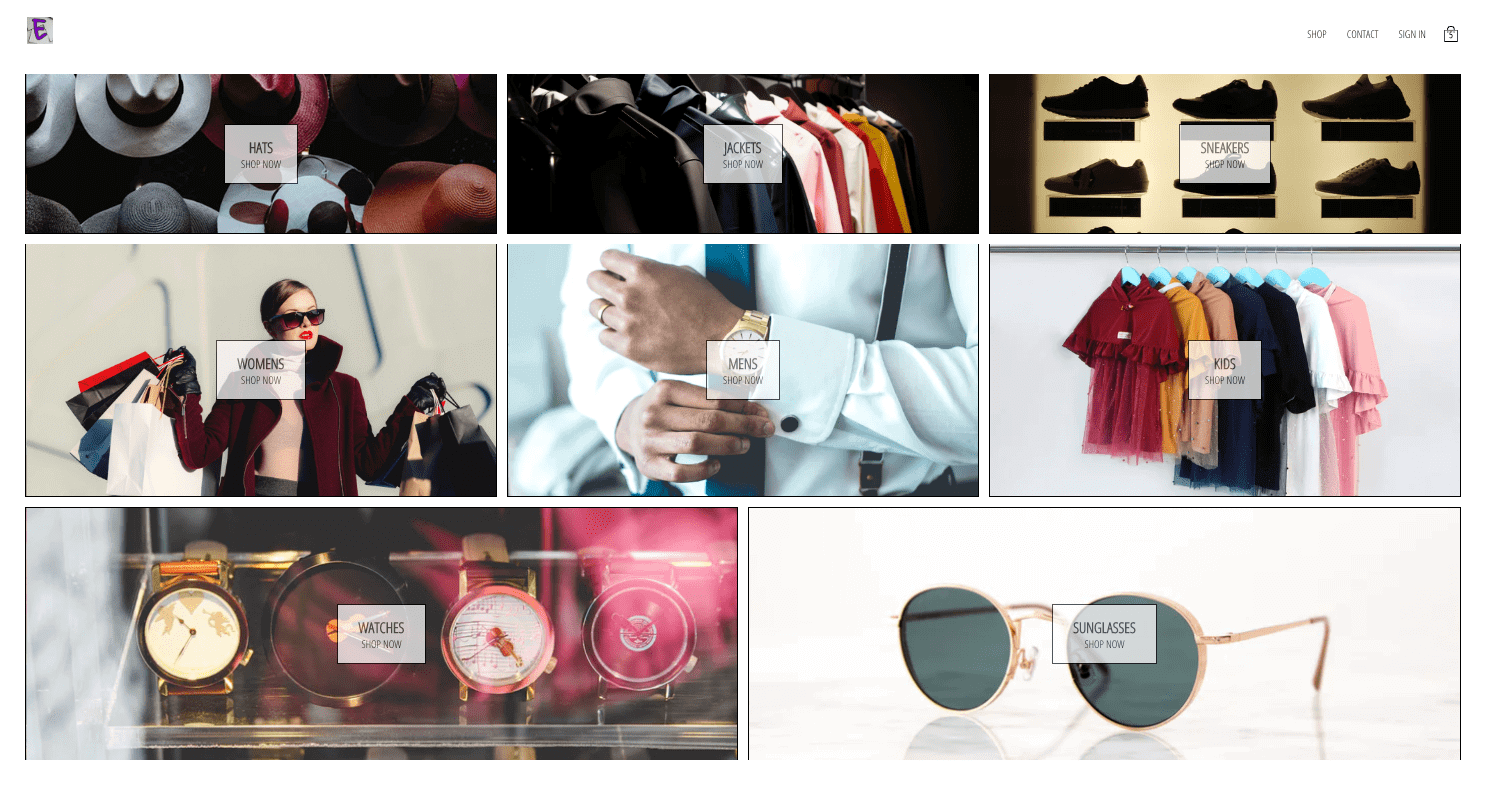 E
SHOP
CONTACT
SIGN IN
5
HATS
SHOP NOW
JACKETS
SHOP NOW
SNEAKERS
SHOP NOW
WOMENS
SHOP NOW
MENS
SHOP NOW
KIDS
SHOP NOW
WATCHES
SHOP NOW
SUNGLASSES
SHOP NOW